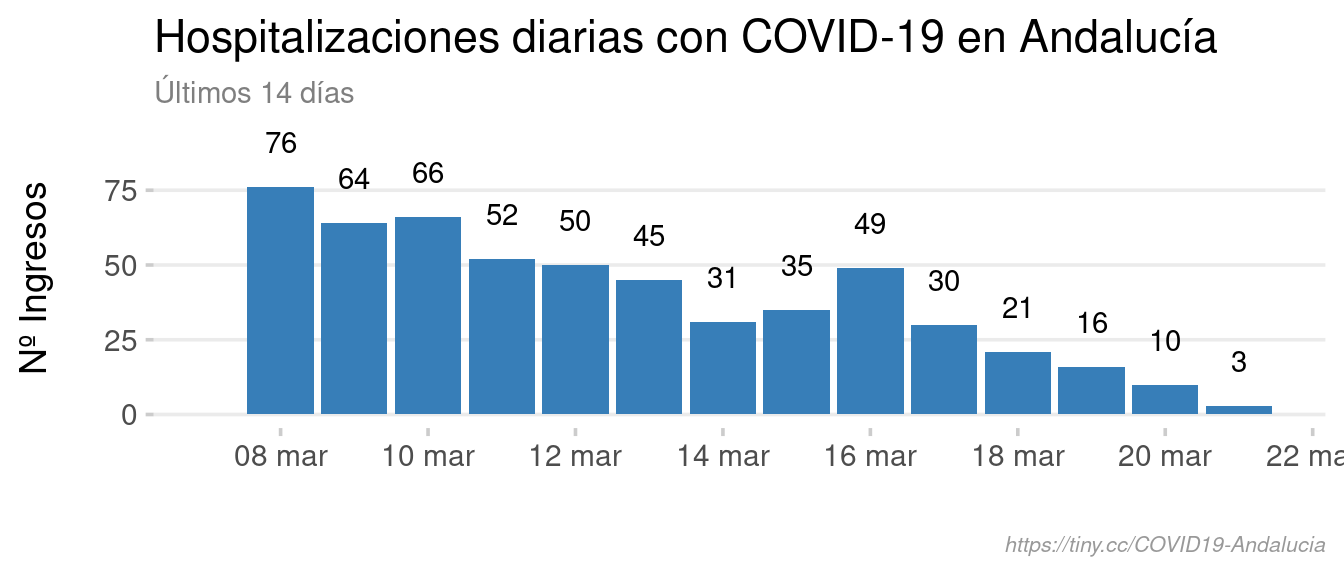 Hospitalizaciones diarias con COVID-19 en Andalucía
Últimos 14 días
Nº Ingresos
75
50
25
0
76
64
66
52
50
45
31
35
49
30
21
16
10
3
08 mar
10 mar
12 mar
14 mar
16 mar
18 mar
20 mar
22 ma
https://tiny.cc/COVID19-Andalucia